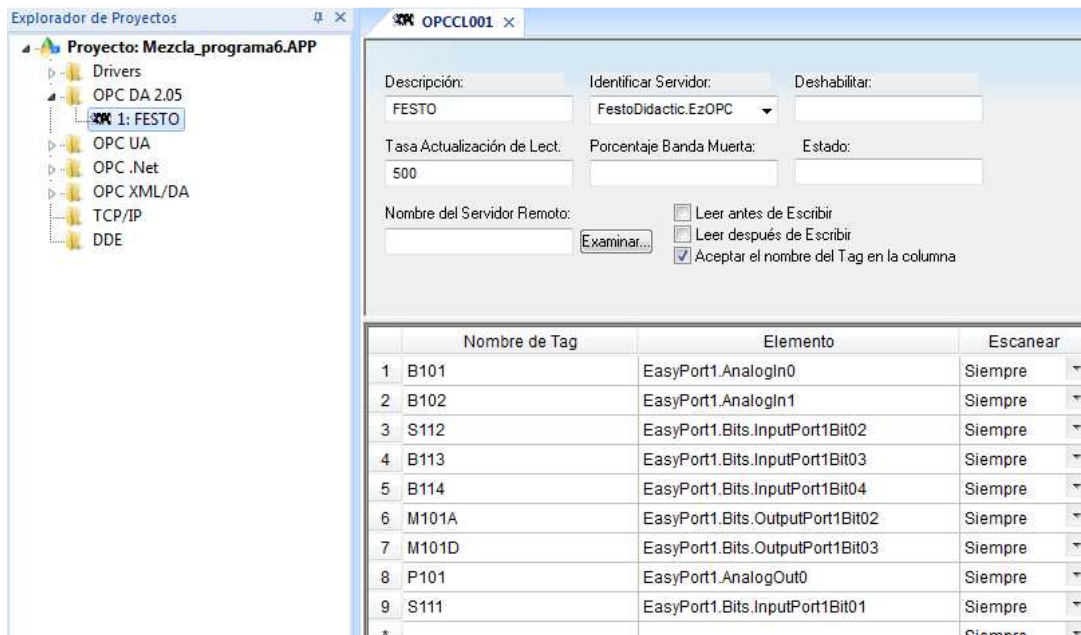 Explorador de Proyectos
Proyecto: Mezcla_programa6.APP
Drivers
OPC DA 2.05
1: FESTO
OPC UA
OPC .Net
OPC XML/DA
TCP/IP
DDE
OPCCL001
Descripción: Identificar Servidor: Deshabilitar:
FESTO FestoDidactic.EzOPC
Tasa Actualización de Lect. Porcentaje Banda Muerta: Estado:
500
Nombre del Servidor Remoto:
Examinar...
Leer antes de Escribir
Leer después de Escribir
Aceptar el nombre del Tag en la columna
Nombre de Tag Elemento Escanear
1 B101 EasyPort1.AnalogIn0 Siempre
2 B102 EasyPort1.AnalogIn1 Siempre
3 S112 EasyPort1.Bits.InputPort1Bit02 Siempre
4 B113 EasyPort1.Bits.InputPort1Bit03 Siempre
5 B114 EasyPort1.Bits.InputPort1Bit04 Siempre
6 M101A EasyPort1.Bits.OutputPort1Bit02 Siempre
7 M101D EasyPort1.Bits.OutputPort1Bit03 Siempre
8 P101 EasyPort1.AnalogOut0 Siempre
9 S111 EasyPort1.Bits.InputPort1Bit01 Siempre
* Siempre